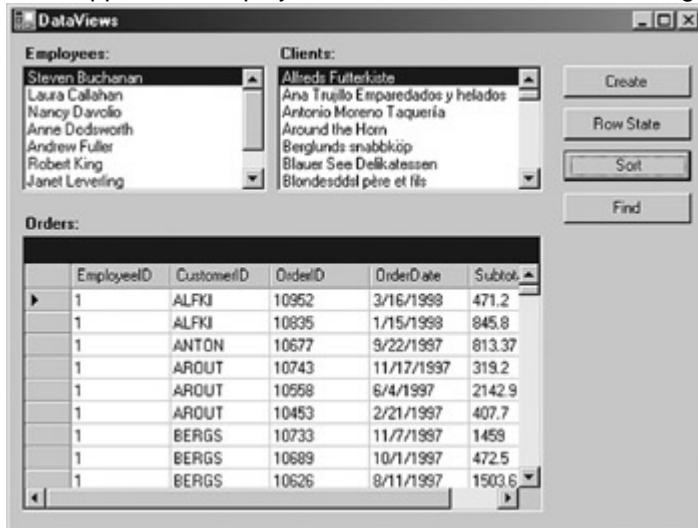 DataViews
Employees:
Steven Buchanan
Laura Callahan
Nancy Davolio
Anne Dodsworth
Andrew Fuller
Robert King
Janet Leverling
Clients:
Alfreds Futterkiste
Ana Trujillo Emparedados y helados
Antonio Moreno Taquería
Around the Horn
Berglunds snabbköp
Blauer See Delikatessen
Blondesddsl père et fils
Create
Row State
Sort
Find
Orders:
EmployeeID CustomerID OrderID OrderDate Subtot
1 ALFKI 10952 3/16/1998 471.2
1 ALFKI 10835 1/15/1998 845.8
1 ANTON 10677 9/22/1997 813.37
1 AROUT 10743 11/17/1997 319.2
1 AROUT 10558 6/4/1997 2142.9
1 AROUT 10453 2/21/1997 407.7
1 BERGS 10733 11/7/1997 1459
1 BERGS 10689 10/1/1997 472.5
1 BERGS 10626 8/11/1997 1503.6